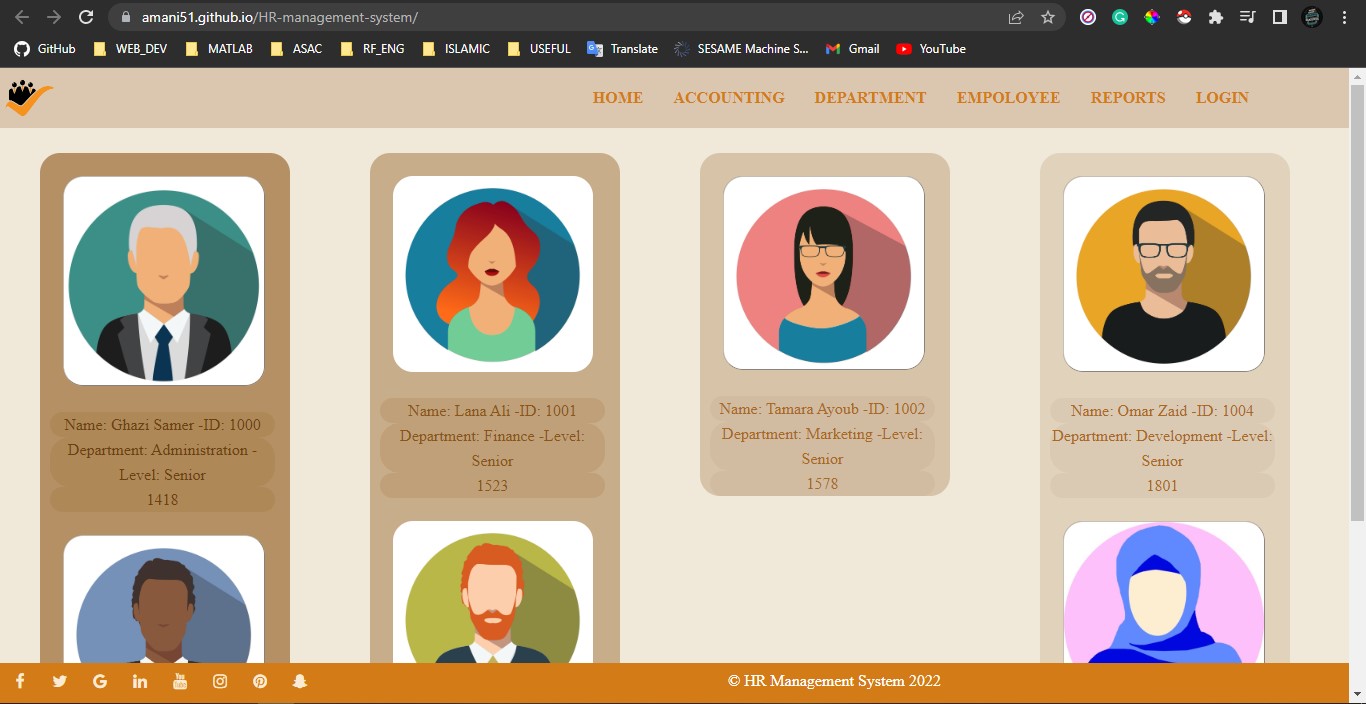 amani51.github.io/HR-management-system/
GitHub WEB_DEV MATLAB ASAC RF_ENG ISLAMIC USEFUL Translate SESAME Machine S... Gmail YouTube
HOME ACCOUNTING DEPARTMENT EMPOLOYEE REPORTS LOGIN
Name: Ghazi Samer -ID: 1000
Department: Administration -
Level: Senior
1418
Name: Lana Ali -ID: 1001
Department: Finance -Level:
Senior
1523
Name: Tamara Ayoub -ID: 1002
Department: Marketing -Level:
Senior
1578
Name: Omar Zaid -ID: 1004
Department: Development -Level:
Senior
1801
© HR Management System 2022